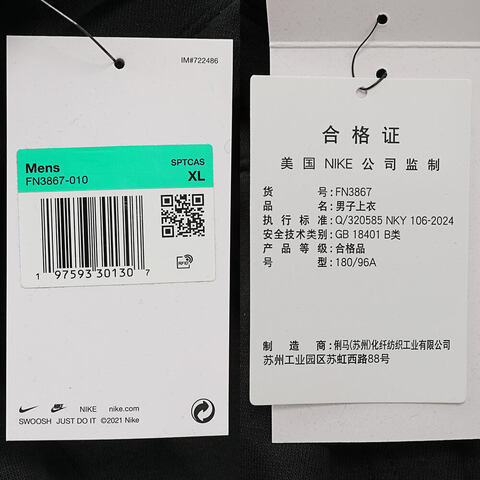 IM#722486
Mens
SPTCAS
FN3867-010
XL
RFID
1 97593 30130 7
NIKE nike.com
SWOOSH JUST DO IT ©2021 Nike
合格证
美国 NIKE 公司监制
货号:FN3867
品名:男子上衣
执行标准:Q/320585 NKY 106-2024
安全技术类别:GB 18401 B类
产品等级:合格品
号型:180/96A
制造商:俐马(苏州)化纤纺织工业有限公司
苏州工业园区苏虹西路88号